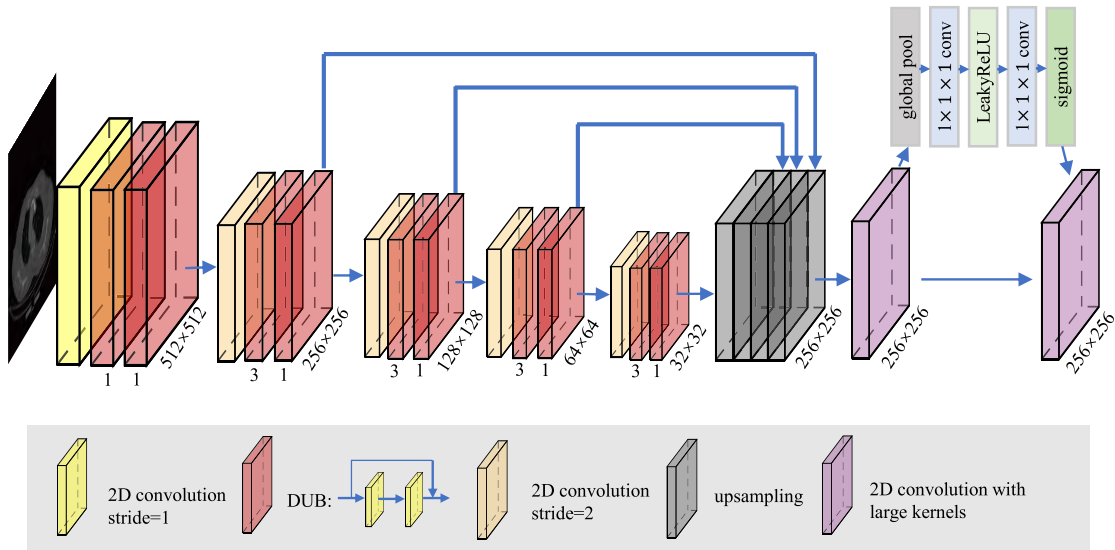 global pool
1×1×1 conv
LeakyReLU
1×1×1 conv
sigmoid
1
1
512×512
3
1
256×256
3
1
128×128
3
1
64×64
3
1
32×32
256×256
256×256
256×256
2D convolution
stride=1
DUB:
2D convolution
stride=2
upsampling
2D convolution with
large kernels